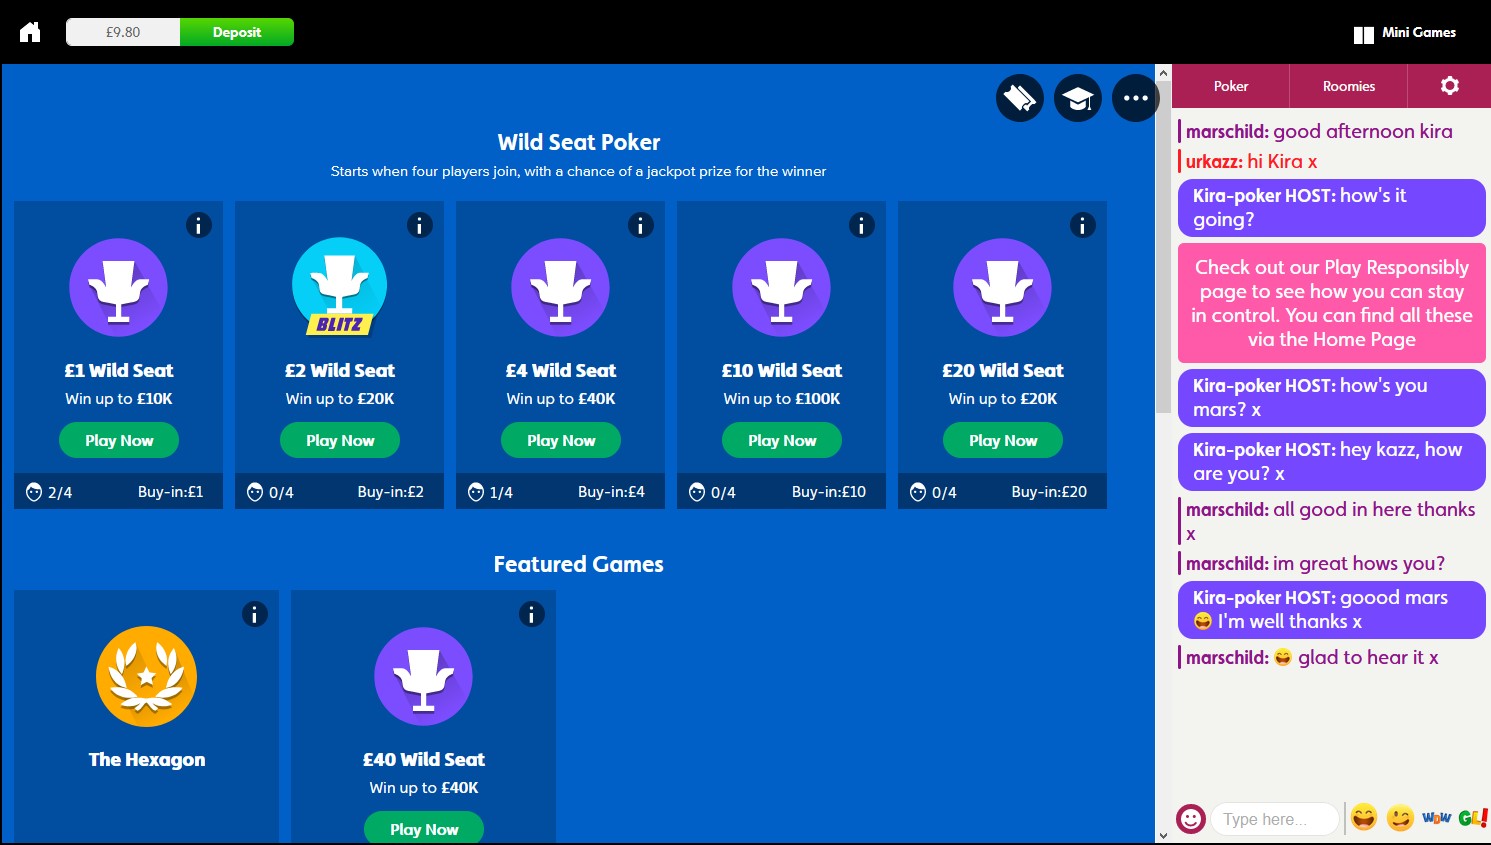 £9.80
Deposit
Mini Games
Wild Seat Poker
Starts when four players join, with a chance of a jackpot prize for the winner
£1 Wild Seat
Win up to £10K
Play Now
2/4
Buy-in:£1
BLITZ
£2 Wild Seat
Win up to £20K
Play Now
0/4
Buy-in:£2
£4 Wild Seat
Win up to £40K
Play Now
1/4
Buy-in:£4
£10 Wild Seat
Win up to £100K
Play Now
0/4
Buy-in:£10
£20 Wild Seat
Win up to £20K
Play Now
0/4
Buy-in:£20
Featured Games
The Hexagon
£40 Wild Seat
Win up to £40K
Play Now
Poker
Roomies
marschild: good afternoon kira
urkazz: hi Kira x
Kira-poker HOST: how's it
going?
Check out our Play Responsibly
page to see how you can stay
in control. You can find all these
via the Home Page
Kira-poker HOST: how's you
mars? x
Kira-poker HOST: hey kazz, how
are you? x
marschild: all good in here thanks
x
marschild: im great hows you?
Kira-poker HOST: goood mars
😄 I'm well thanks x
marschild: 😄 glad to hear it x
Type here...
WOW
GL!